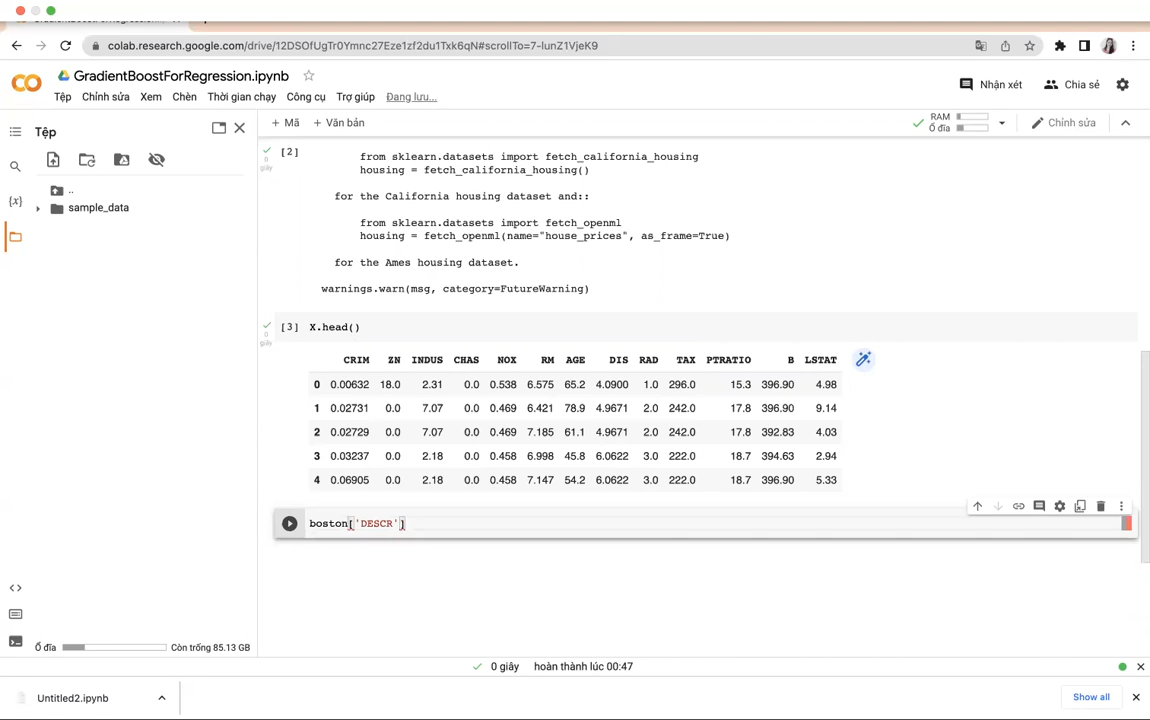 colab.research.google.com/drive/12DSOfUgTr0Ymnc27Eze1zf2du1Txk6qN#scrollTo=7-lunZ1VjeK9
GradientBoostForRegression.ipynb
Tệp Chỉnh sửa Xem Chèn Thời gian chạy Công cụ Trợ giúp Đang lưu...
Nhận xét Chia sẻ
Tệp
+ Mã + Văn bản
RAM
Ổ đĩa
Chỉnh sửa
..
sample_data
{x}
[2]
0
giây
from sklearn.datasets import fetch_california_housing
housing = fetch_california_housing()
for the California housing dataset and::
from sklearn.datasets import fetch_openml
housing = fetch_openml(name="house_prices", as_frame=True)
for the Ames housing dataset.
warnings.warn(msg, category=FutureWarning)
[3] X.head()
0
giây
CRIM ZN INDUS CHAS NOX RM AGE DIS RAD TAX PTRATIO B LSTAT
0 0.00632 18.0 2.31 0.0 0.538 6.575 65.2 4.0900 1.0 296.0 15.3 396.90 4.98
1 0.02731 0.0 7.07 0.0 0.469 6.421 78.9 4.9671 2.0 242.0 17.8 396.90 9.14
2 0.02729 0.0 7.07 0.0 0.469 7.185 61.1 4.9671 2.0 242.0 17.8 392.83 4.03
3 0.03237 0.0 2.18 0.0 0.458 6.998 45.8 6.0622 3.0 222.0 18.7 394.63 2.94
4 0.06905 0.0 2.18 0.0 0.458 7.147 54.2 6.0622 3.0 222.0 18.7 396.90 5.33
boston['DESCR']
Ổ đĩa Còn trống 85.13 GB
0 giây hoàn thành lúc 00:47
Untitled2.ipynb
Show all